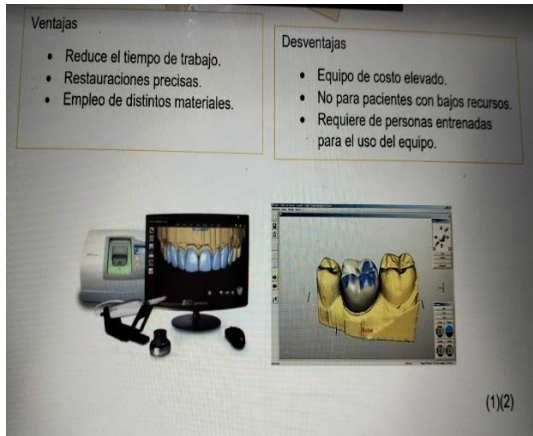 Ventajas
• Reduce el tiempo de trabajo.
• Restauraciones precisas.
• Empleo de distintos materiales.
Desventajas
• Equipo de costo elevado.
• No para pacientes con bajos recursos.
• Requiere de personas entrenadas
para el uso del equipo.
(1)(2)